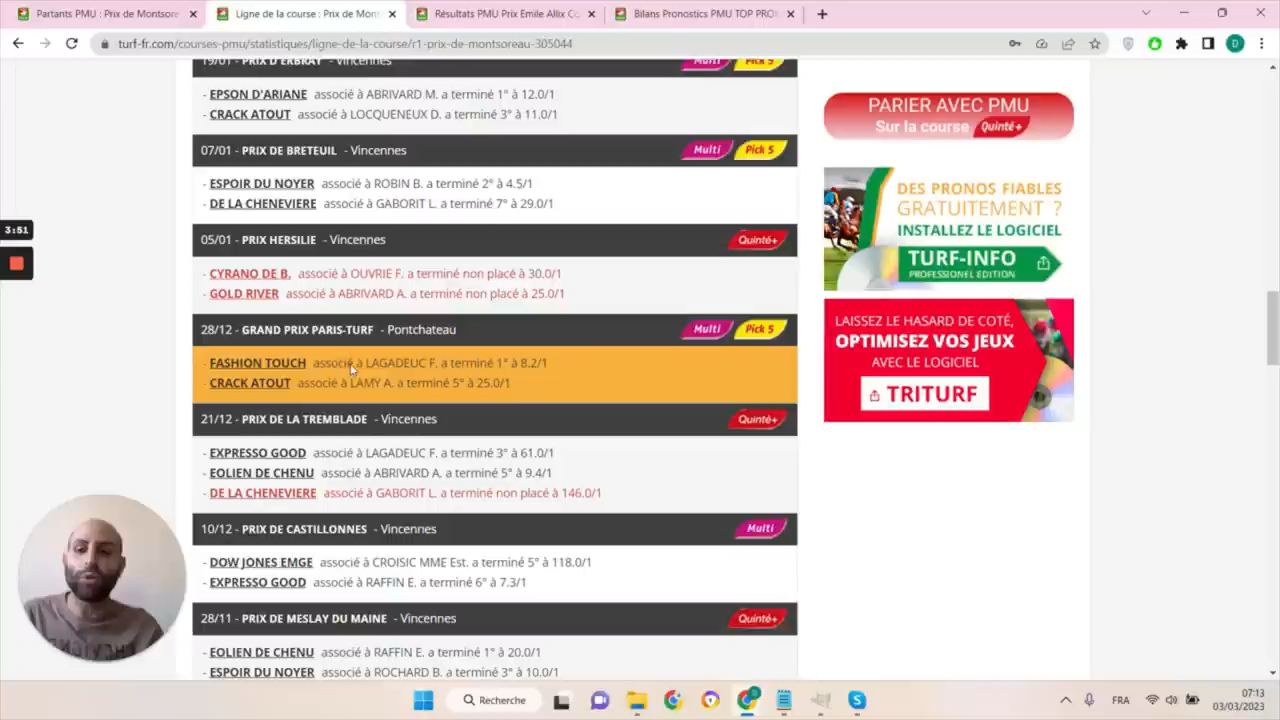 Partants PMU : Prix de Montsore
Ligne de la course : Prix de Mon
Résultats PMU Prix Emile Allix Co
Bilans Pronostics PMU TOP PRO
turf-fr.com/courses-pmu/statistiques/ligne-de-la-course/r1-prix-de-montsoreau-305044
19/01 - PRIX D'ERBRAY - Vincennes Multi Pick 5
- EPSON D'ARIANE associé à ABRIVARD M. a terminé 1° à 12.0/1
- CRACK ATOUT associé à LOCQUENEUX D. a terminé 3° à 11.0/1
07/01 - PRIX DE BRETEUIL - Vincennes Multi Pick 5
- ESPOIR DU NOYER associé à ROBIN B. a terminé 2° à 4.5/1
- DE LA CHENEVIERE associé à GABORIT L. a terminé 7° à 29.0/1
05/01 - PRIX HERSILIE - Vincennes Quinté+
- CYRANO DE B. associé à OUVRIE F. a terminé non placé à 30.0/1
- GOLD RIVER associé à ABRIVARD A. a terminé non placé à 25.0/1
28/12 - GRAND PRIX PARIS-TURF - Pontchateau Multi Pick 5
- FASHION TOUCH associé à LAGADEUC F. a terminé 1° à 8.2/1
- CRACK ATOUT associé à LAMY A. a terminé 5° à 25.0/1
21/12 - PRIX DE LA TREMBLADE - Vincennes Quinté+
- EXPRESSO GOOD associé à LAGADEUC F. a terminé 3° à 61.0/1
- EOLIEN DE CHENU associé à ABRIVARD A. a terminé 5° à 9.4/1
- DE LA CHENEVIERE associé à GABORIT L. a terminé non placé à 146.0/1
10/12 - PRIX DE CASTILLONNES - Vincennes Multi
- DOW JONES EMGE associé à CROISIC MME Est. a terminé 5° à 118.0/1
- EXPRESSO GOOD associé à RAFFIN E. a terminé 6° à 7.3/1
28/11 - PRIX DE MESLAY DU MAINE - Vincennes Quinté+
- EOLIEN DE CHENU associé à RAFFIN E. a terminé 1° à 20.0/1
- ESPOIR DU NOYER associé à ROCHARD B. a terminé 3° à 10.0/1
PARIER AVEC PMU
Sur la course Quinté+
DES PRONOS FIABLES
GRATUITEMENT ?
INSTALLEZ LE LOGICIEL
TURF-INFO
PROFESSIONEL EDITION
LAISSEZ LE HASARD DE COTÉ,
OPTIMISEZ VOS JEUX
AVEC LE LOGICIEL
TRITURF
3:51
D
Recherche
FRA
07:13
03/03/2023